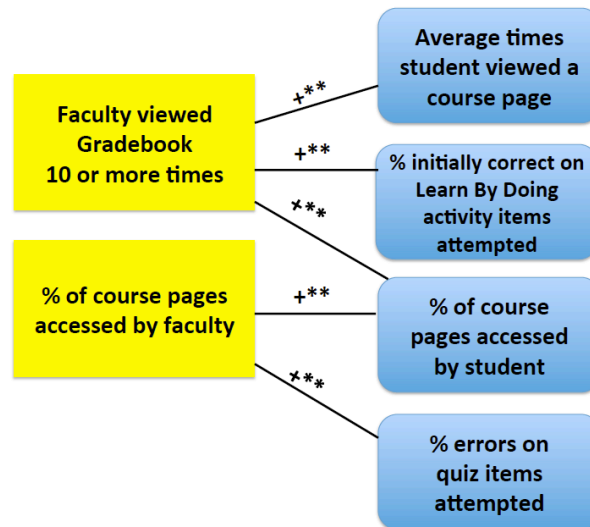 Average times
student viewed a
course page
+**
Faculty viewed
Gradebook
10 or more times
+**
% initially correct on
Learn By Doing
activity items
attempted
+**
% of course pages
accessed by faculty
+**
% of course
pages accessed
by student
+**
% errors on
quiz items
attempted